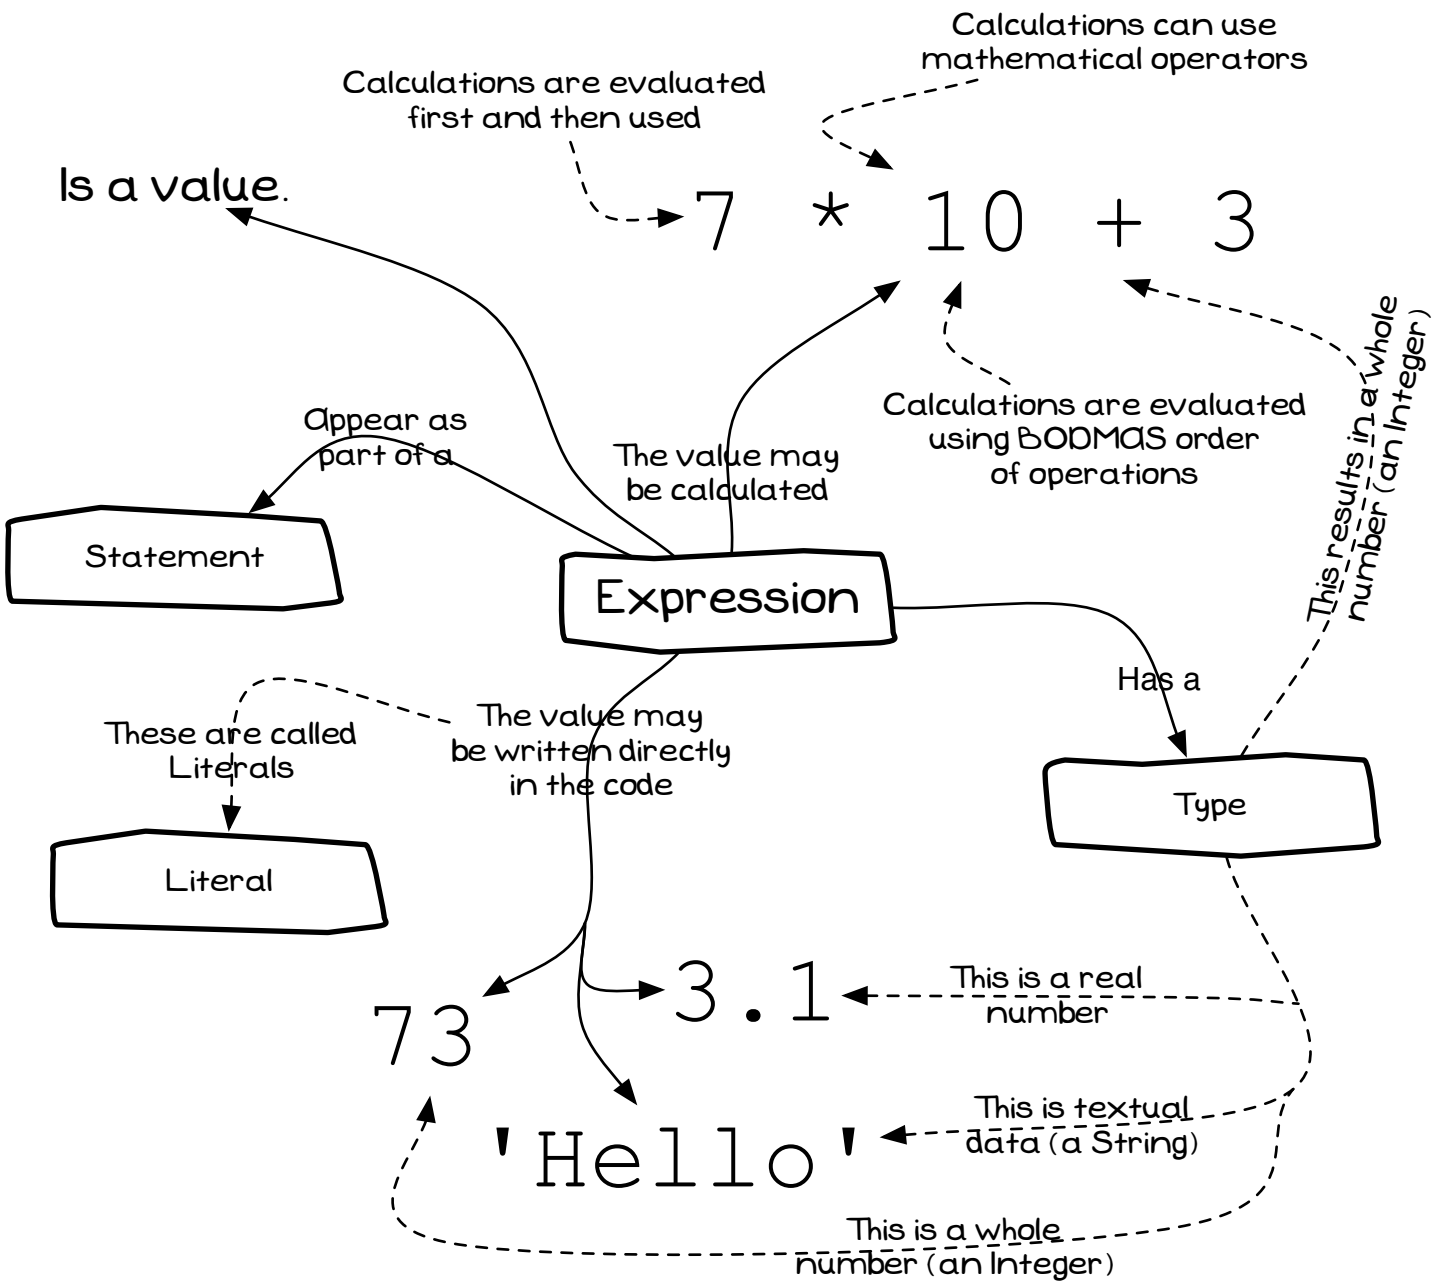 Calculations can use
mathematical operators
Calculations are evaluated
first and then used
Is a value.
7 * 10 + 3
Calculations are evaluated
using BODMAS order
of operations
This results in a whole
number (an Integer)
Appear as
part of a
The value may
be calculated
Statement
Expression
Has a
These are called
Literals
The value may
be written directly
in the code
Type
Literal
3.1
This is a real
number
73
'Hello'
This is textual
data (a String)
This is a whole
number (an Integer)